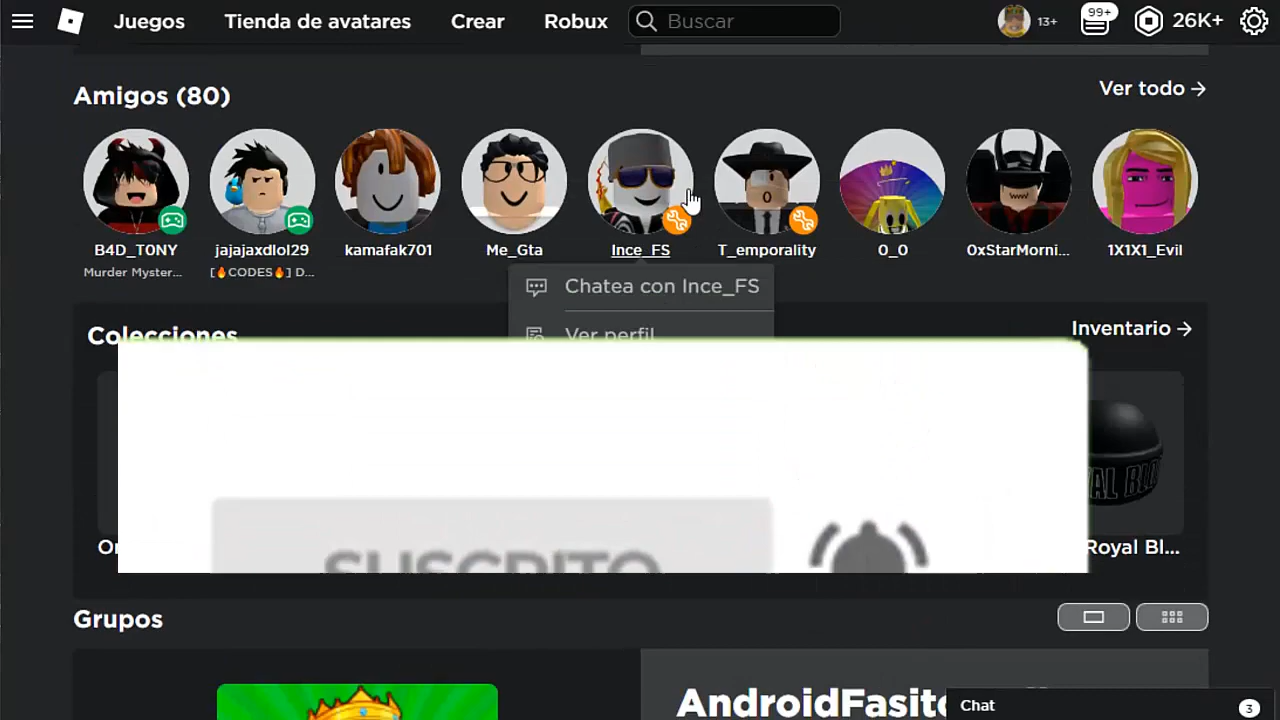 Juegos Tienda de avatares Crear Robux Buscar 13+ 99+ 26K+
Amigos (80) Ver todo →
B4D_T0NY jajajaxdlol29 kamafak701 Me_Gta Ince_FS T_emporality 0_0 0xStarMorni... 1X1X1_Evil
Murder Myster... [🔥CODES🔥] D...
Chatea con Ince_FS
Ver perfil
Colecciones Inventario →
SUSCRITO
Royal Bl...
Grupos
AndroidFasito
Chat 3